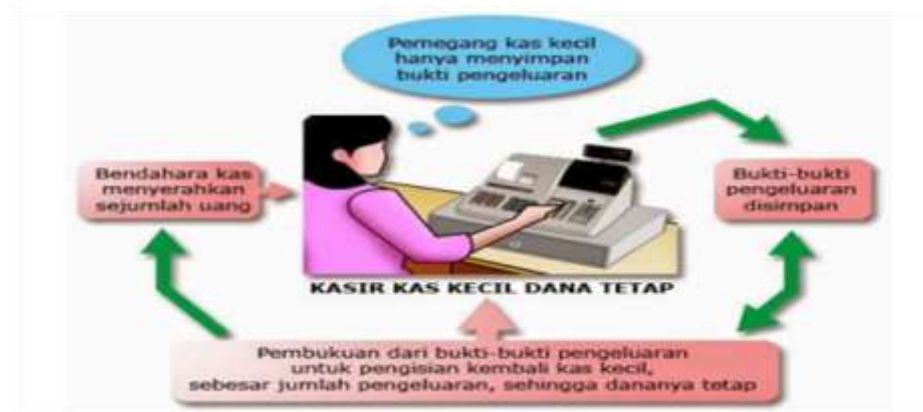 Pemegang kas kecil
hanya menyimpan
bukti pengeluaran
Bendahara kas
menyerahkan
sejumlah uang
Bukti-bukti
pengeluaran
disimpan
KASIR KAS KECIL DANA TETAP
Pembukuan dari bukti-bukti pengeluaran
untuk pengisian kembali kas kecil,
sebesar jumlah pengeluaran, sehingga dananya tetap